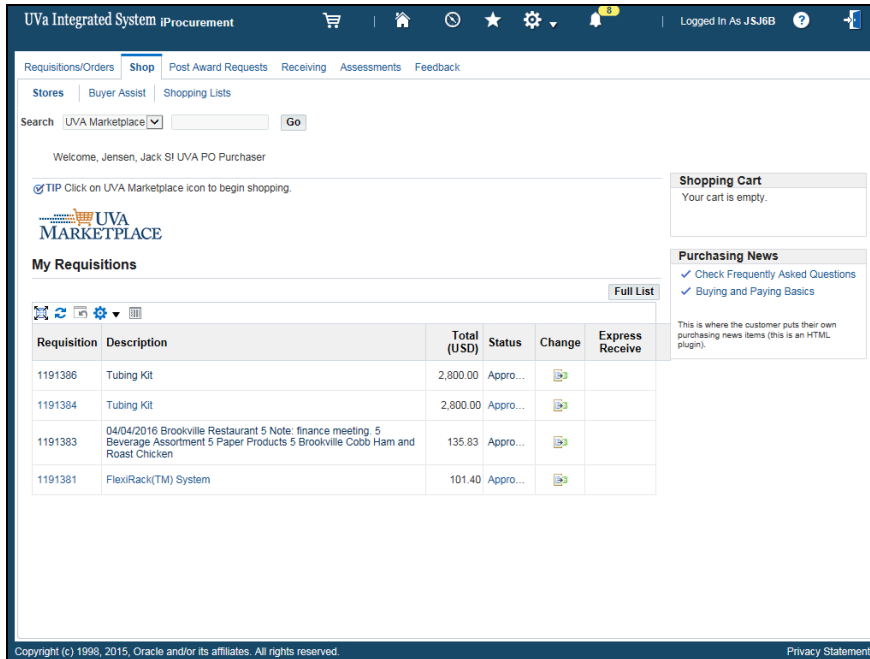 UVa Integrated System iProcurement
8
Logged In As JSJ6B
?
Requisitions/Orders Shop Post Award Requests Receiving Assessments Feedback
Stores Buyer Assist Shopping Lists
Search UVA Marketplace Go
Welcome, Jensen, Jack S! UVA PO Purchaser
TIP Click on UVA Marketplace icon to begin shopping.
UVA
MARKETPLACE
My Requisitions
Full List
Requisition Description Total (USD) Status Change Express Receive
1191386 Tubing Kit 2,800.00 Appro...
1191384 Tubing Kit 2,800.00 Appro...
04/04/2016 Brookville Restaurant 5 Note: finance meeting. 5
1191383 Beverage Assortment 5 Paper Products 5 Brookville Cobb Ham and 135.83 Appro...
Roast Chicken
1191381 FlexiRack(TM) System 101.40 Appro...
Shopping Cart
Your cart is empty.
Purchasing News
Check Frequently Asked Questions
Buying and Paying Basics
This is where the customer puts their own
purchasing news items (this is an HTML
plugin).
Copyright (c) 1998, 2015, Oracle and/or its affiliates. All rights reserved.
Privacy Statement